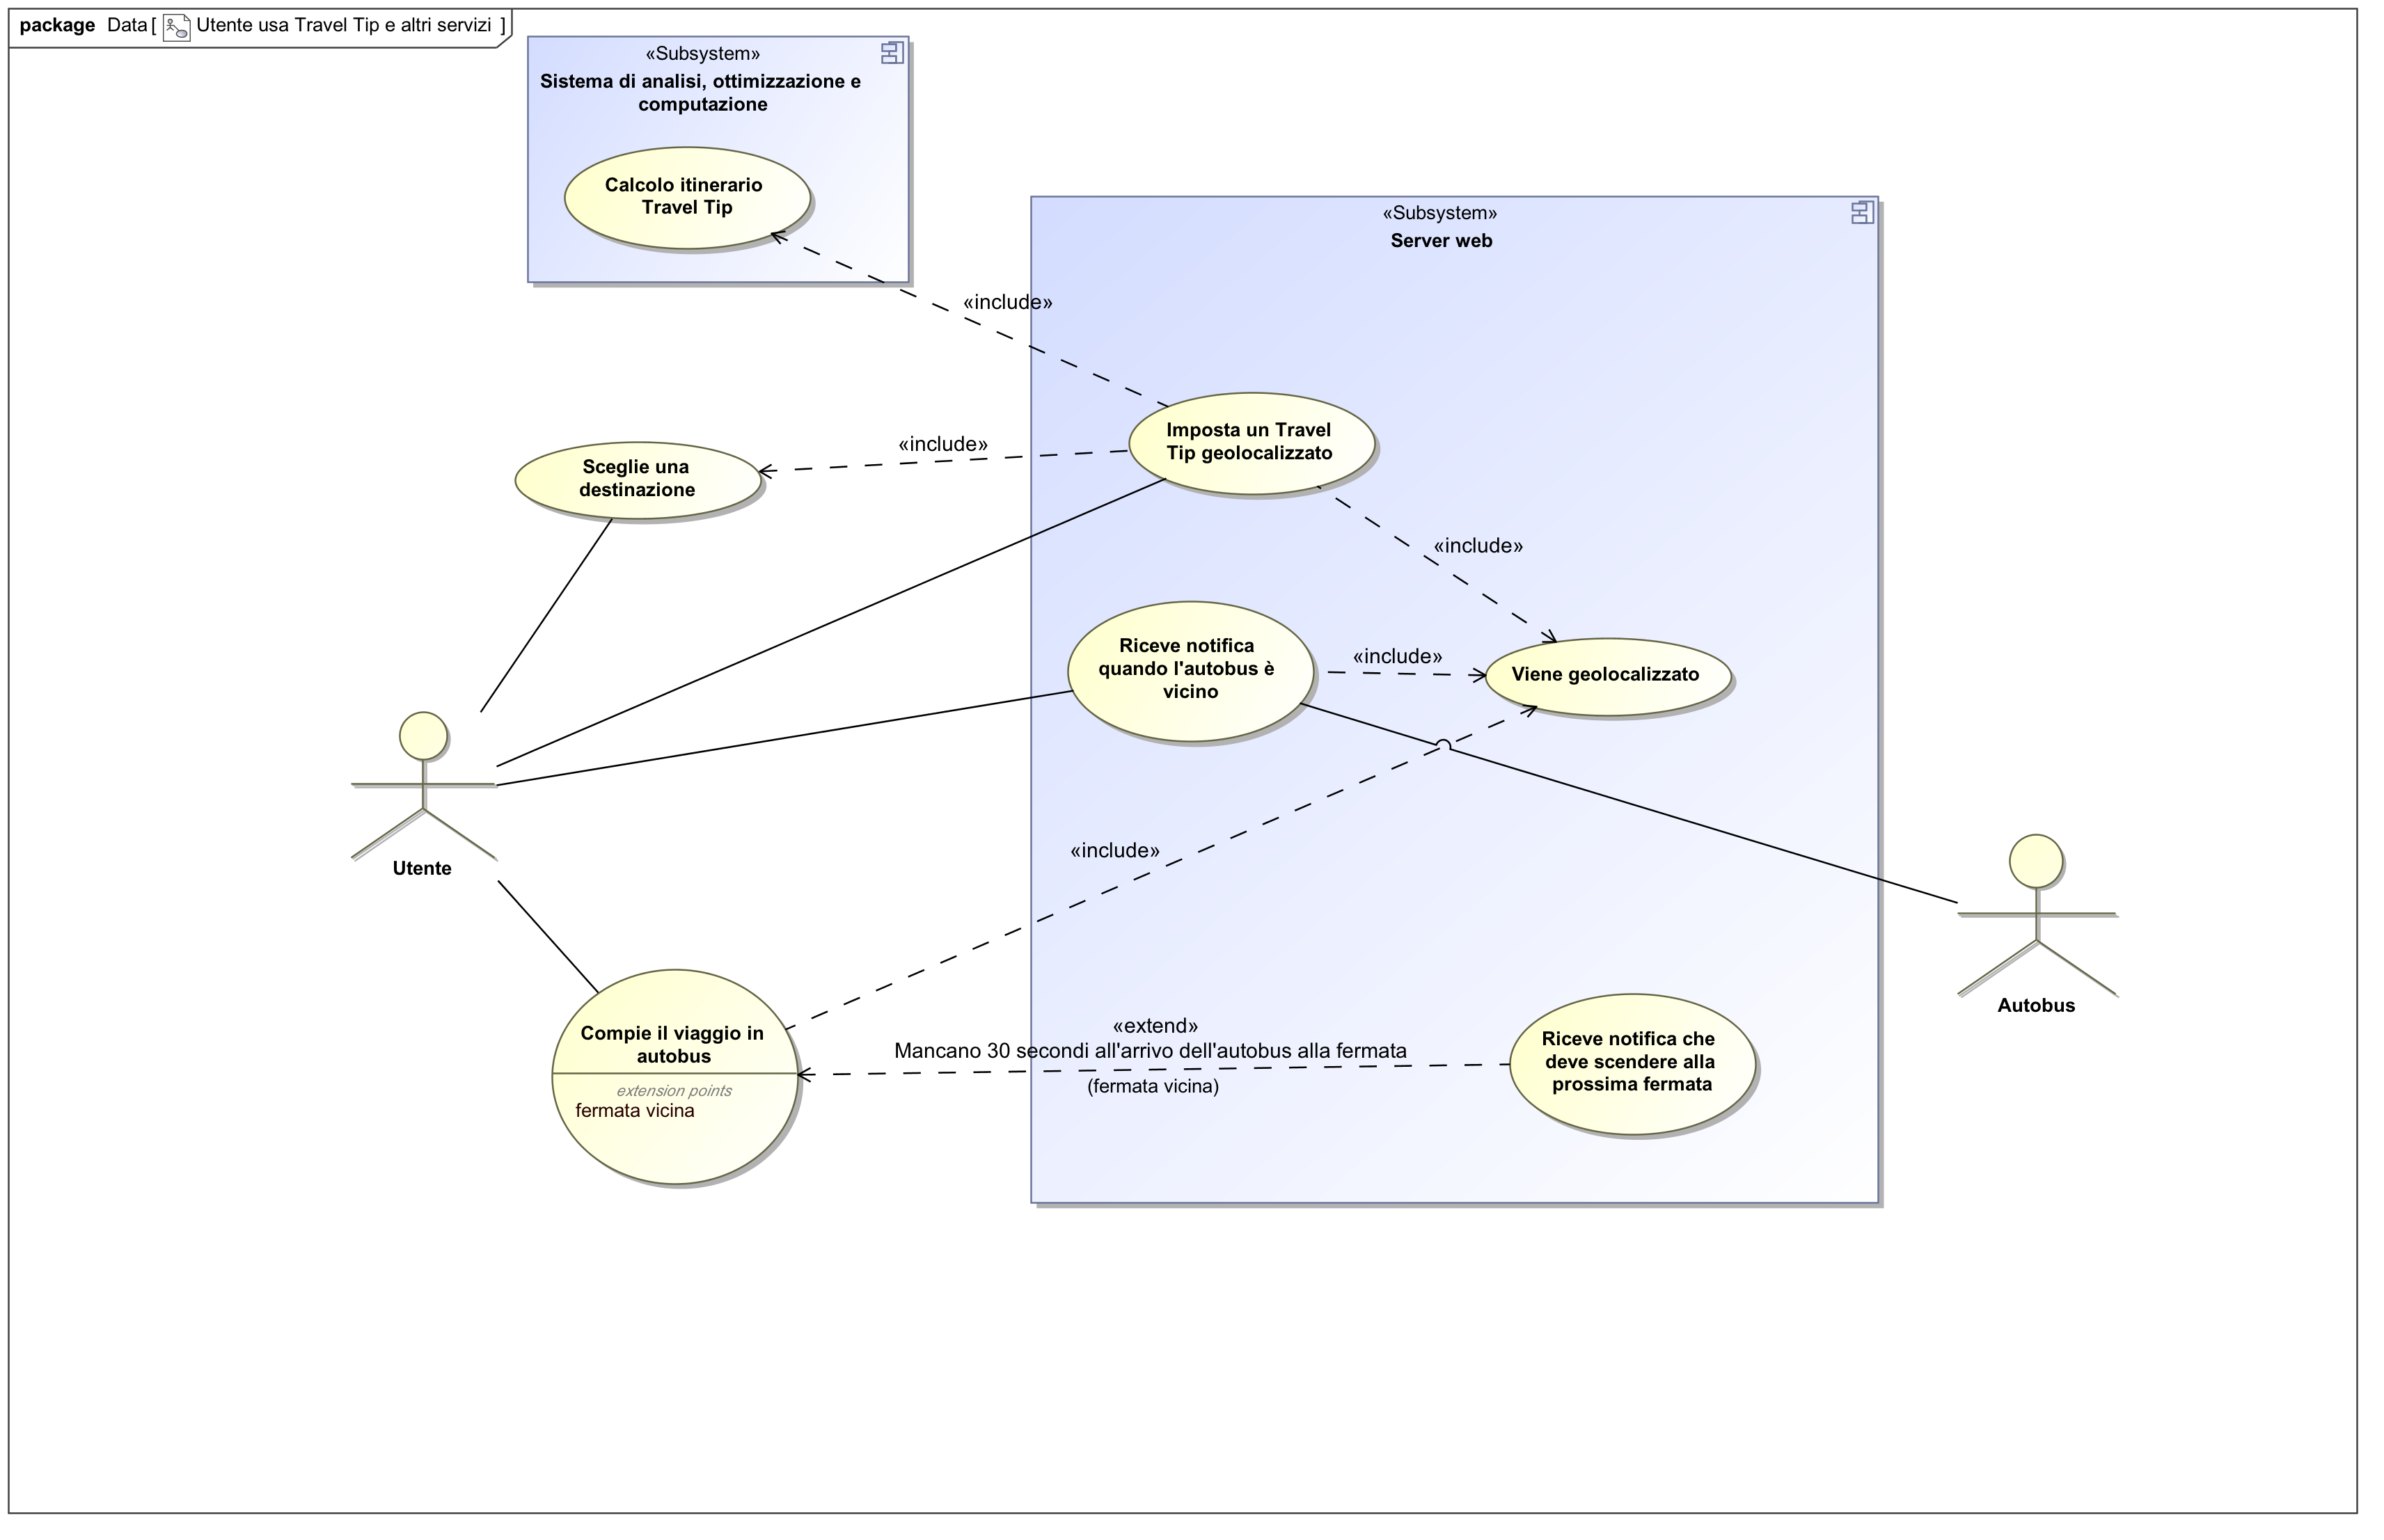 package Data [ Utente usa Travel Tip e altri servizi ]
«Subsystem»
Sistema di analisi, ottimizzazione e
computazione
Calcolo itinerario
Travel Tip
«Subsystem»
Server web
«include»
Imposta un Travel
Tip geolocalizzato
«include»
Sceglie una
destinazione
«include»
Riceve notifica
quando l'autobus è
vicino
«include»
Viene geolocalizzato
Utente
«include»
Autobus
Compie il viaggio in
autobus
extension points
fermata vicina
«extend»
Mancano 30 secondi all'arrivo dell'autobus alla fermata
(fermata vicina)
Riceve notifica che
deve scendere alla
prossima fermata